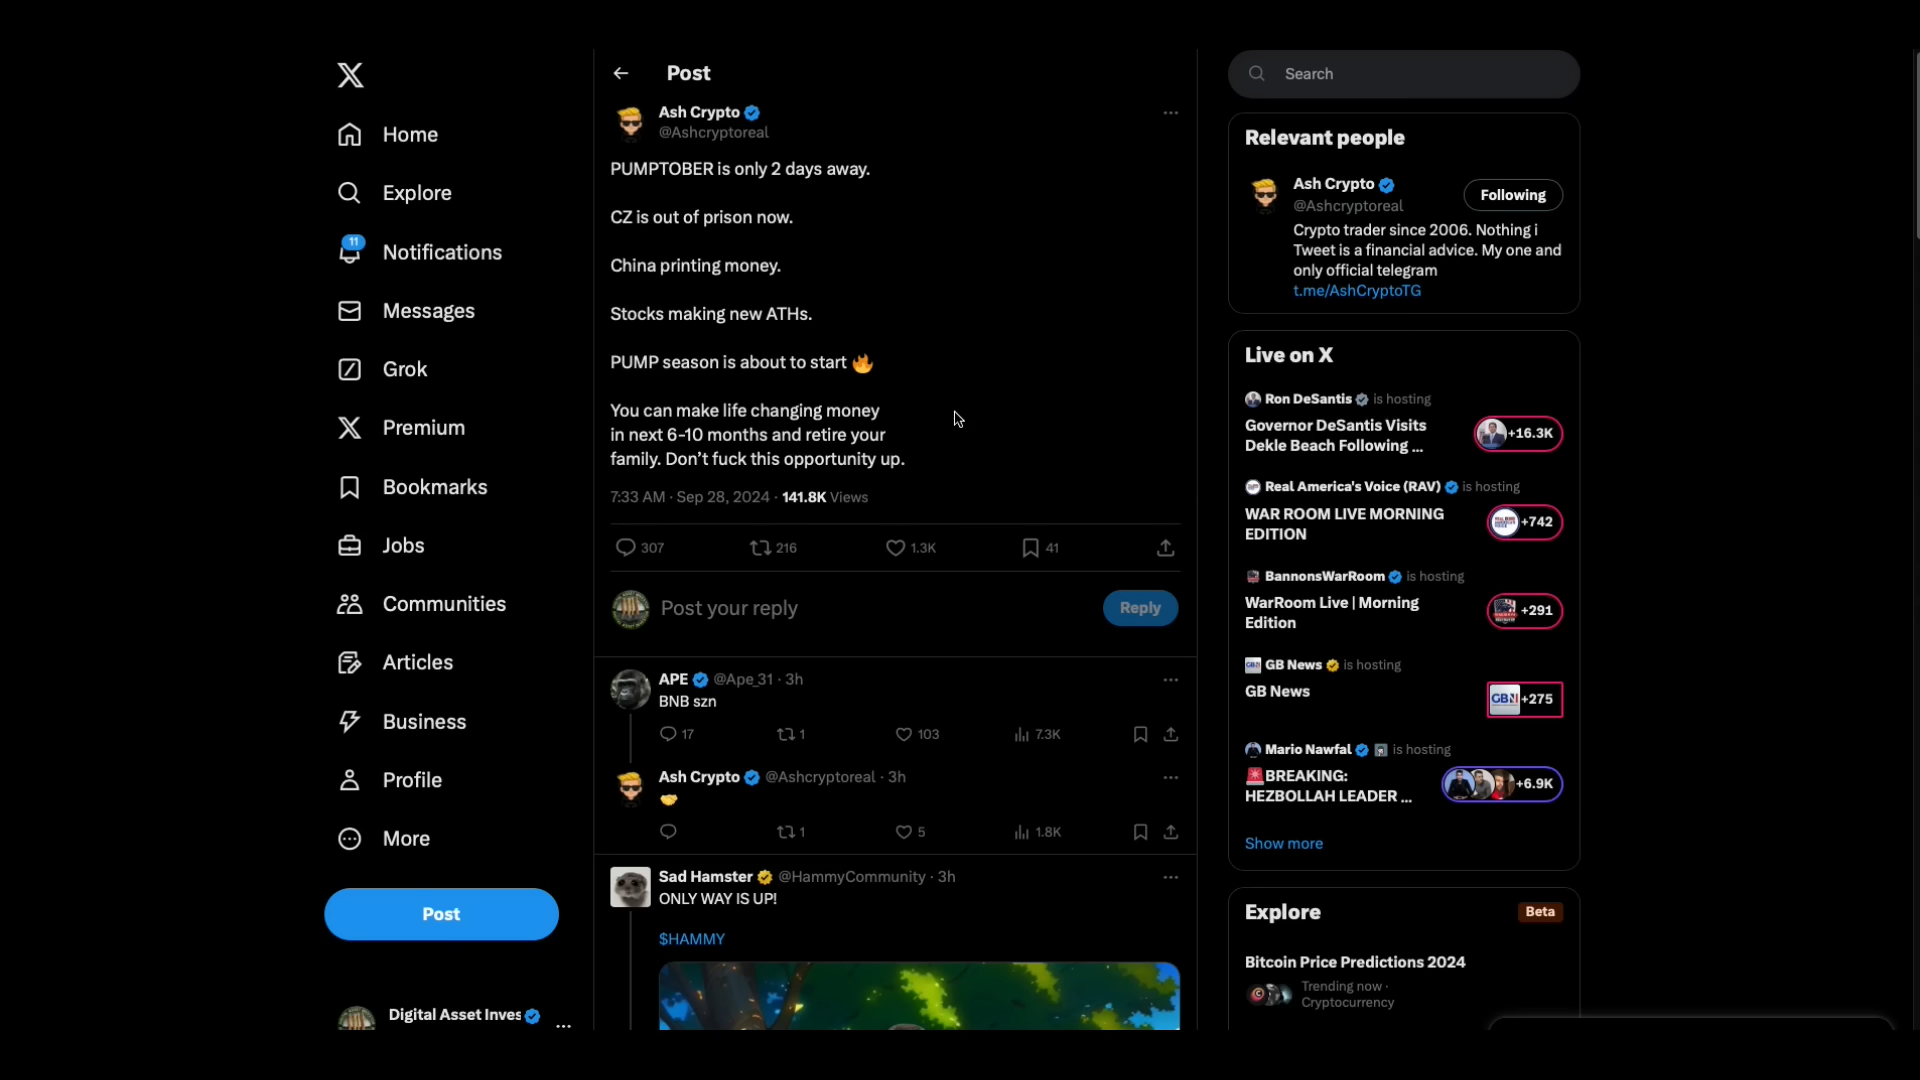 Home
Explore
11
Notifications
Messages
Grok
Premium
Bookmarks
Jobs
Communities
Articles
Business
Profile
More
Post
Digital Asset Inves
Post
Ash Crypto
@Ashcryptoreal
PUMPTOBER is only 2 days away.
CZ is out of prison now.
China printing money.
Stocks making new ATHs.
PUMP season is about to start 🔥
You can make life changing money
in next 6-10 months and retire your
family. Don’t fuck this opportunity up.
7:33 AM · Sep 28, 2024 · 141.8K Views
307 216 1.3K 41
Post your reply
Reply
APE @Ape_31 · 3h
BNB szn
17 1 103 7.3K
Ash Crypto @Ashcryptoreal · 3h
🤝
1 5 1.8K
Sad Hamster @HammyCommunity · 3h
ONLY WAY IS UP!
$HAMMY
Search
Relevant people
Ash Crypto
@Ashcryptoreal
Following
Crypto trader since 2006. Nothing i
Tweet is a financial advice. My one and
only official telegram
t.me/AshCryptoTG
Live on X
Ron DeSantis is hosting
Governor DeSantis Visits
Dekle Beach Following ...
+16.3K
Real America's Voice (RAV) is hosting
WAR ROOM LIVE MORNING
EDITION
+742
BannonsWarRoom is hosting
WarRoom Live | Morning
Edition
+291
GB News is hosting
GB News
GBN
+275
Mario Nawfal is hosting
🚨BREAKING:
HEZBOLLAH LEADER ...
+6.9K
Show more
Explore
Beta
Bitcoin Price Predictions 2024
Trending now ·
Cryptocurrency